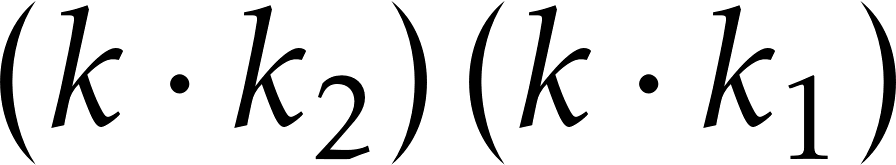 (k · k₂)(k · k₁)